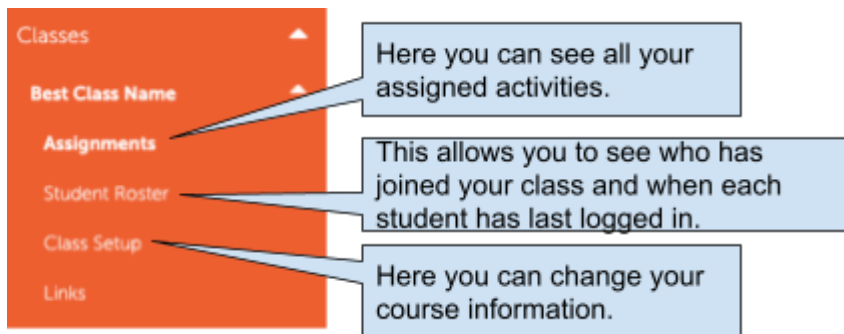 Classes
Best Class Name
Assignments
Student Roster
Class Setup
Links
Here you can see all your
assigned activities.
This allows you to see who has
joined your class and when each
student has last logged in.
Here you can change your
course information.